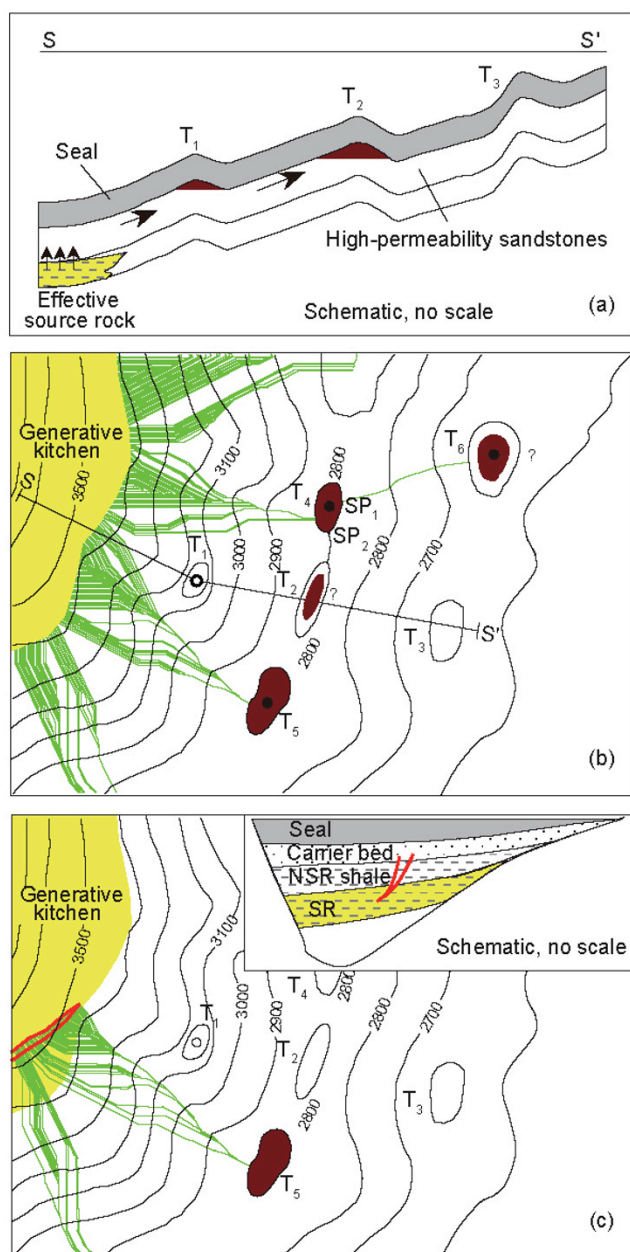 S
S'
T1
T2
T3
Seal
High-permeability sandstones
Effective
source rock
Schematic, no scale
(a)
Generative
kitchen
3500
S
3100
3000
2900
2800
2800
2700
2800
T1
T2
?
T3
T4
SP1
SP2
T5
T6
?
S'
(b)
Generative
kitchen
3500
3100
3000
2900
2800
2800
2700
2800
T1
T2
T3
T4
T5
Seal
Carrier bed
NSR shale
SR
Schematic, no scale
(c)